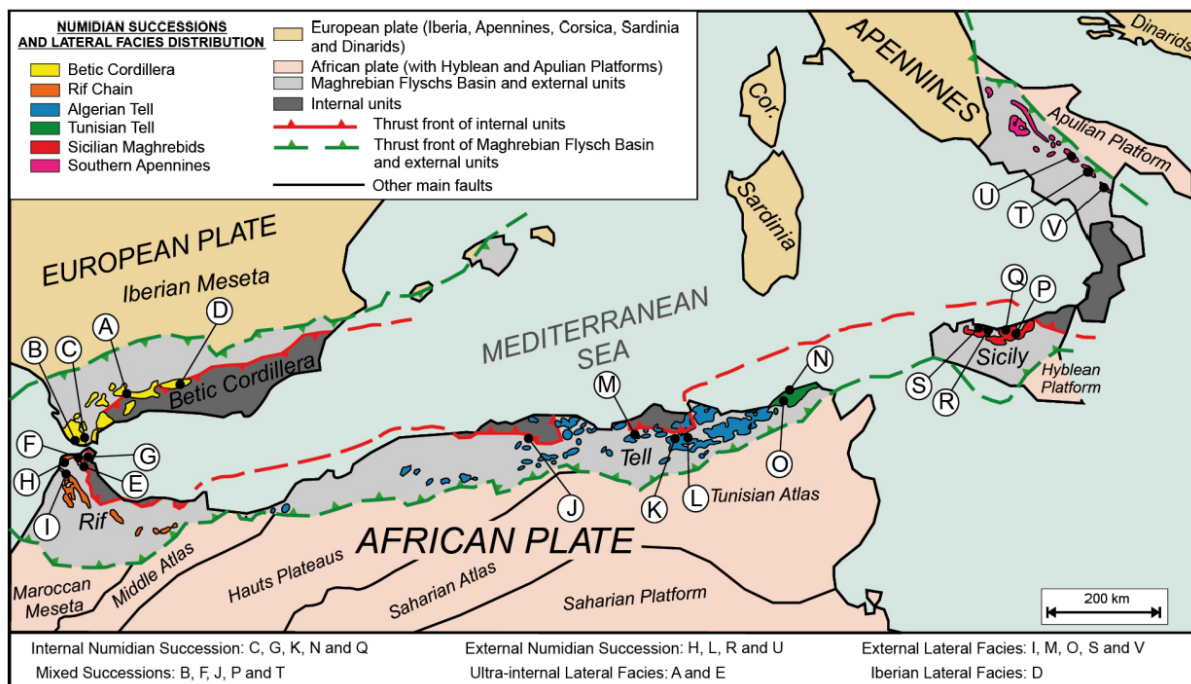 NUMIDIAN SUCCESSIONS
AND LATERAL FACIES DISTRIBUTION
Betic Cordillera
Rif Chain
Algerian Tell
Tunisian Tell
Sicilian Maghrebids
Southern Apennines
European plate (Iberia, Apennines, Corsica, Sardinia
and Dinarids)
African plate (with Hyblean and Apulian Platforms)
Maghrebian Flyschs Basin and external units
Internal units
Thrust front of internal units
Thrust front of Maghrebian Flysch Basin
and external units
Other main faults
Dinarids
APENNINES
Cor.
Apulian Platform
Sardinia
U
T
V
EUROPEAN PLATE
Iberian Meseta
A
D
B
C
Betic Cordillera
MEDITERRANEAN
SEA
Q
P
Sicily
S
R
Hyblean
Platform
N
M
F
G
H
E
I
Rif
Tell
O
J
K
L
Tunisian Atlas
AFRICAN PLATE
Maroccan
Meseta
Middle Atlas
Hauts Plateaus
Saharian Atlas
Saharian Platform
200 km
Internal Numidian Succession: C, G, K, N and Q
External Numidian Succession: H, L, R and U
External Lateral Facies: I, M, O, S and V
Mixed Successions: B, F, J, P and T
Ultra-internal Lateral Facies: A and E
Iberian Lateral Facies: D